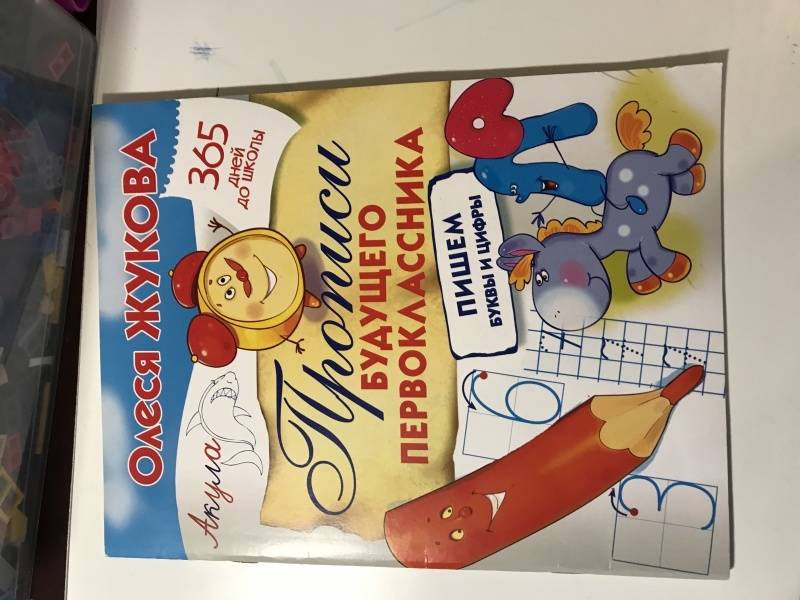 Олеся ЖУКОВА
365
дней
до школы
Акула
Прописи
БУДУЩЕГО
ПЕРВОКЛАССНИКА
ПИШЕМ
БУКВЫ И ЦИФРЫ
6
3